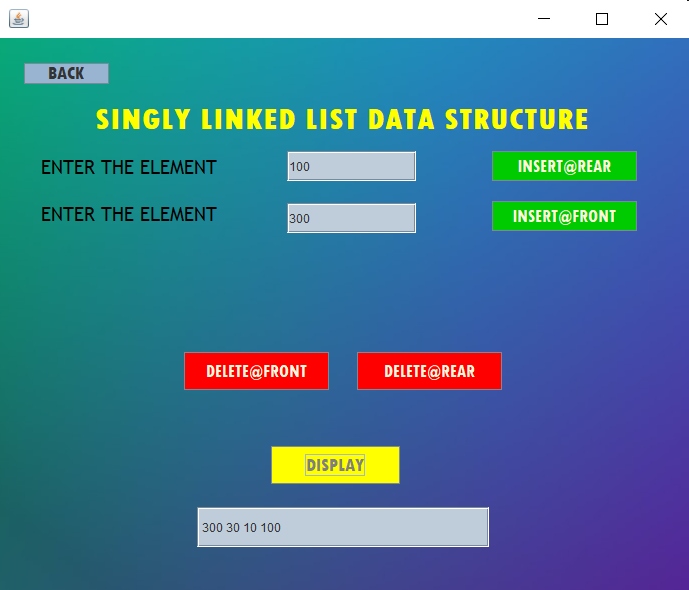 BACK
SINGLY LINKED LIST DATA STRUCTURE
ENTER THE ELEMENT 100 INSERT@REAR
ENTER THE ELEMENT 300 INSERT@FRONT
DELETE@FRONT DELETE@REAR
DISPLAY
300 30 10 100